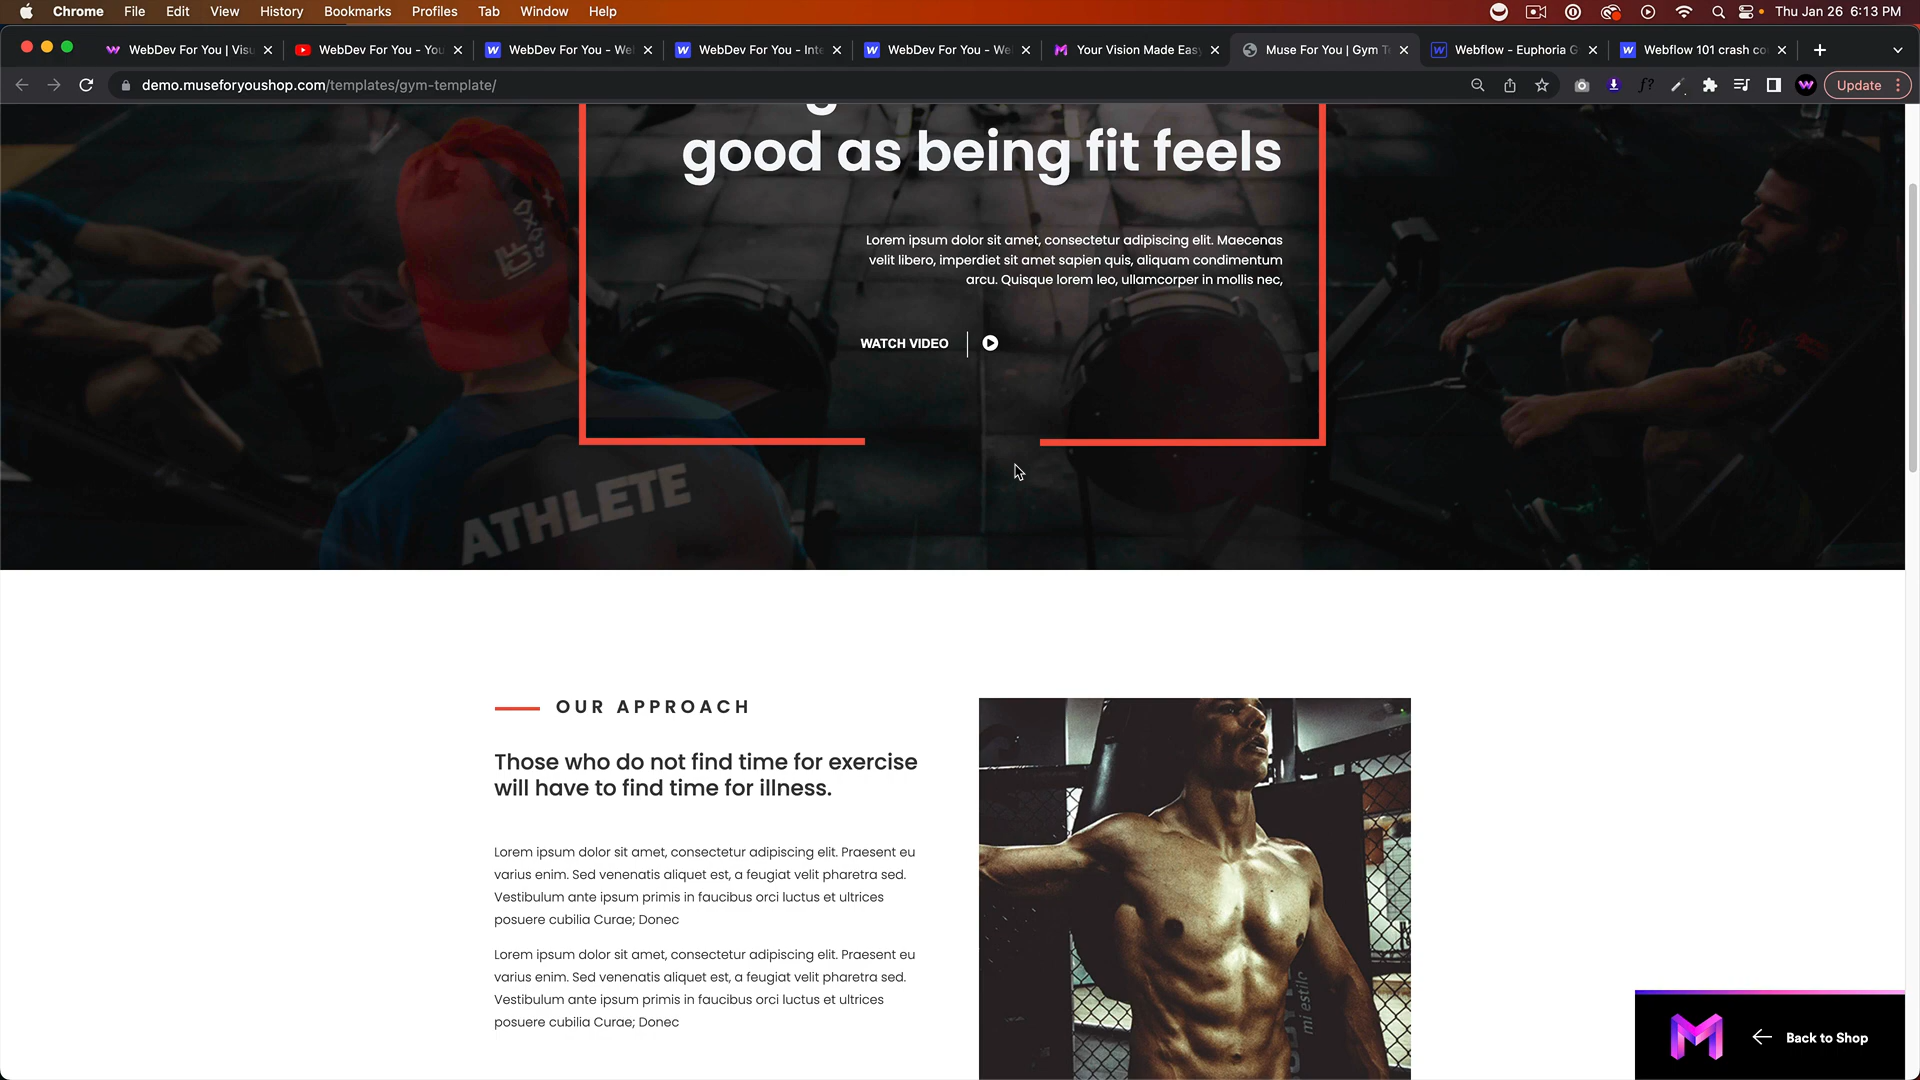 Chrome File Edit View History Bookmarks Profiles Tab Window Help
Thu Jan 26 6:13 PM
WebDev For You | Visu
WebDev For You - You
WebDev For You - We
WebDev For You - Inte
WebDev For You - We
Your Vision Made Easy
Muse For You | Gym Te
Webflow - Euphoria G
Webflow 101 crash co
demo.museforyoushop.com/templates/gym-template/
Update
good as being fit feels
Lorem ipsum dolor sit amet, consectetur adipiscing elit. Maecenas
velit libero, imperdiet sit amet sapien quis, aliquam condimentum
arcu. Quisque lorem leo, ullamcorper in mollis nec,
WATCH VIDEO
ATHLETE
OUR APPROACH
Those who do not find time for exercise
will have to find time for illness.
Lorem ipsum dolor sit amet, consectetur adipiscing elit. Praesent eu
varius enim. Sed venenatis aliquet est, a feugiat velit pharetra sed.
Vestibulum ante ipsum primis in faucibus orci luctus et ultrices
posuere cubilia Curae; Donec
Lorem ipsum dolor sit amet, consectetur adipiscing elit. Praesent eu
varius enim. Sed venenatis aliquet est, a feugiat velit pharetra sed.
Vestibulum ante ipsum primis in faucibus orci luctus et ultrices
posuere cubilia Curae; Donec
mi estilo
Back to Shop